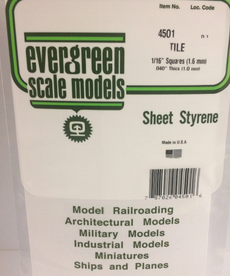 Item No. Loc. Code
4501
TILE
1/16" Squares (1.6 mm)
.040" Thick (1.0 mm)
evergreen
scale models
Sheet Styrene
Made in U.S.A
Model Railroading
Architectural Models
Military Models
Industrial Models
Miniatures
Ships and Planes